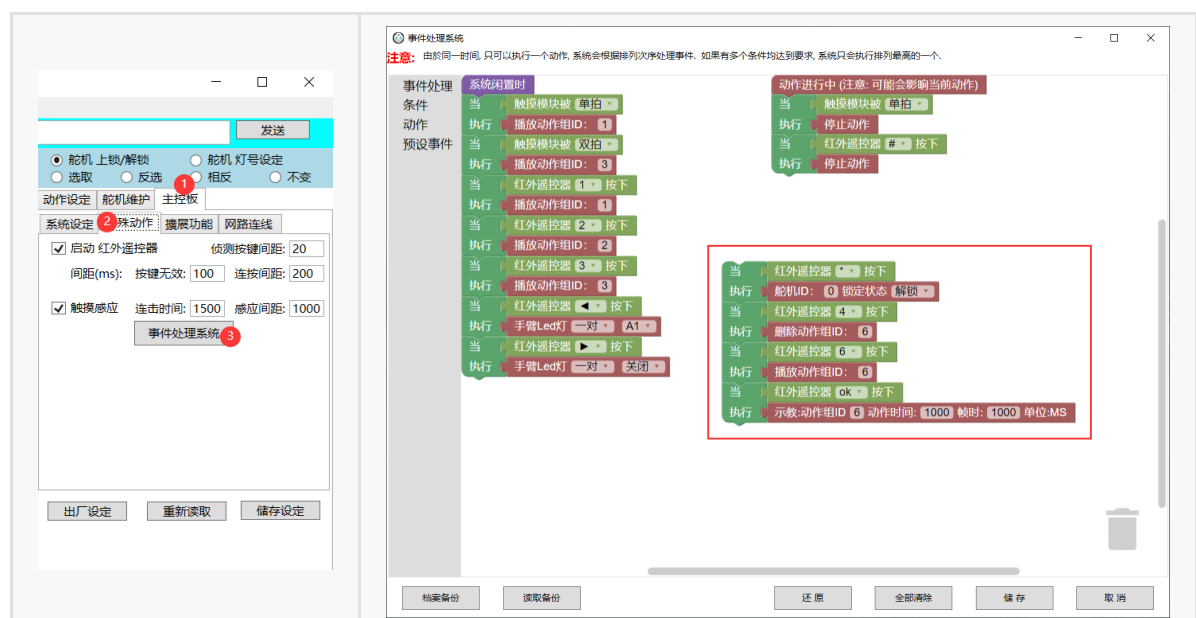 发送
舵机 上锁/解锁 舵机 灯号设定
选取 反选 相反 不变
1
动作设定 舵机维护 主控板
系统设定 2 殊动作 擴展功能 网路连线
启动 红外遥控器 侦测按键间距: 20
间距(ms): 按键无效: 100 连按间距: 200
触摸感应 连击时间: 1500 感应间距: 1000
事件处理系统 3
出厂设定 重新读取 储存设定
事件处理系统
注意: 由於同一时间, 只可以执行一个动作, 系统会根据排列次序处理事件. 如果有多个条件均达到要求, 系统只会执行排列最高的一个.
事件处理
条件
动作
预设事件
系统闲置时
当 触摸模块被 单拍
执行 播放动作组ID: 1
当 触摸模块被 双拍
执行 播放动作组ID: 3
当 红外遥控器 1 按下
执行 播放动作组ID: 1
当 红外遥控器 2 按下
执行 播放动作组ID: 2
当 红外遥控器 3 按下
执行 播放动作组ID: 3
当 红外遥控器 ◄ 按下
执行 手臂Led灯 一对 A1
当 红外遥控器 ► 按下
执行 手臂Led灯 一对 关闭
动作进行中 (注意: 可能会影响当前动作)
当 触摸模块被 单拍
执行 停止动作
当 红外遥控器 # 按下
执行 停止动作
当 红外遥控器 * 按下
执行 舵机ID: 0 锁定状态 解锁
当 红外遥控器 4 按下
执行 删除动作组ID: 6
当 红外遥控器 6 按下
执行 播放动作组ID: 6
当 红外遥控器 ok 按下
执行 示教:动作组ID 6 动作时间: 1000 帧时: 1000 单位:MS
档案备份 读取备份 还原 全部清除 储存 取消